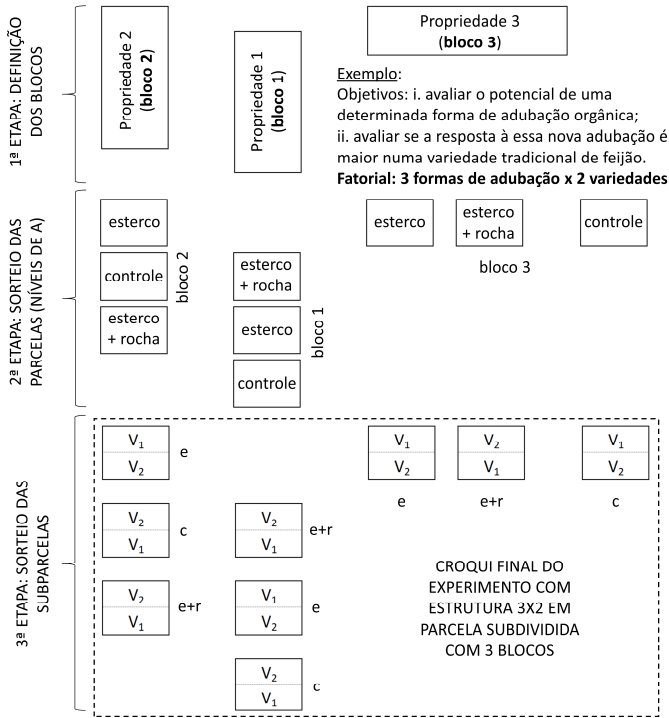 1ª ETAPA: DEFINIÇÃO
DOS BLOCOS
Propriedade 2
(bloco 2)
Propriedade 1
(bloco 1)
Propriedade 3
(bloco 3)
Exemplo:
Objetivos: i. avaliar o potencial de uma
determinada forma de adubação orgânica;
ii. avaliar se a resposta à essa nova adubação é
maior numa variedade tradicional de feijão.
Fatorial: 3 formas de adubação x 2 variedades
2ª ETAPA: SORTEIO DAS
PARCELAS (NÍVEIS DE A)
esterco
controle
esterco
+ rocha
bloco 2
esterco
+ rocha
esterco
controle
bloco 1
esterco
esterco
+ rocha
controle
bloco 3
3ª ETAPA: SORTEIO DAS
SUBPARCELAS
V₁
V₂
e
V₂
V₁
c
V₂
V₁
e+r
V₂
V₁
e+r
V₁
V₂
e
V₂
V₁
c
V₁
V₂
e
V₂
V₁
e+r
V₁
V₂
c
CROQUI FINAL DO
EXPERIMENTO COM
ESTRUTURA 3X2 EM
PARCELA SUBDIVIDIDA
COM 3 BLOCOS